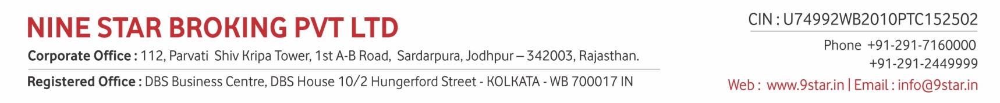 NINE STAR BROKING PVT LTD
Corporate Office : 112, Parvati Shiv Kripa Tower, 1st A-B Road, Sardarpura, Jodhpur – 342003, Rajasthan.
Registered Office : DBS Business Centre, DBS House 10/2 Hungerford Street - KOLKATA - WB 700017 IN
CIN : U74992WB2010PTC152502
Phone +91-291-7160000
+91-291-2449999
Web : www.9star.in | Email : info@9star.in